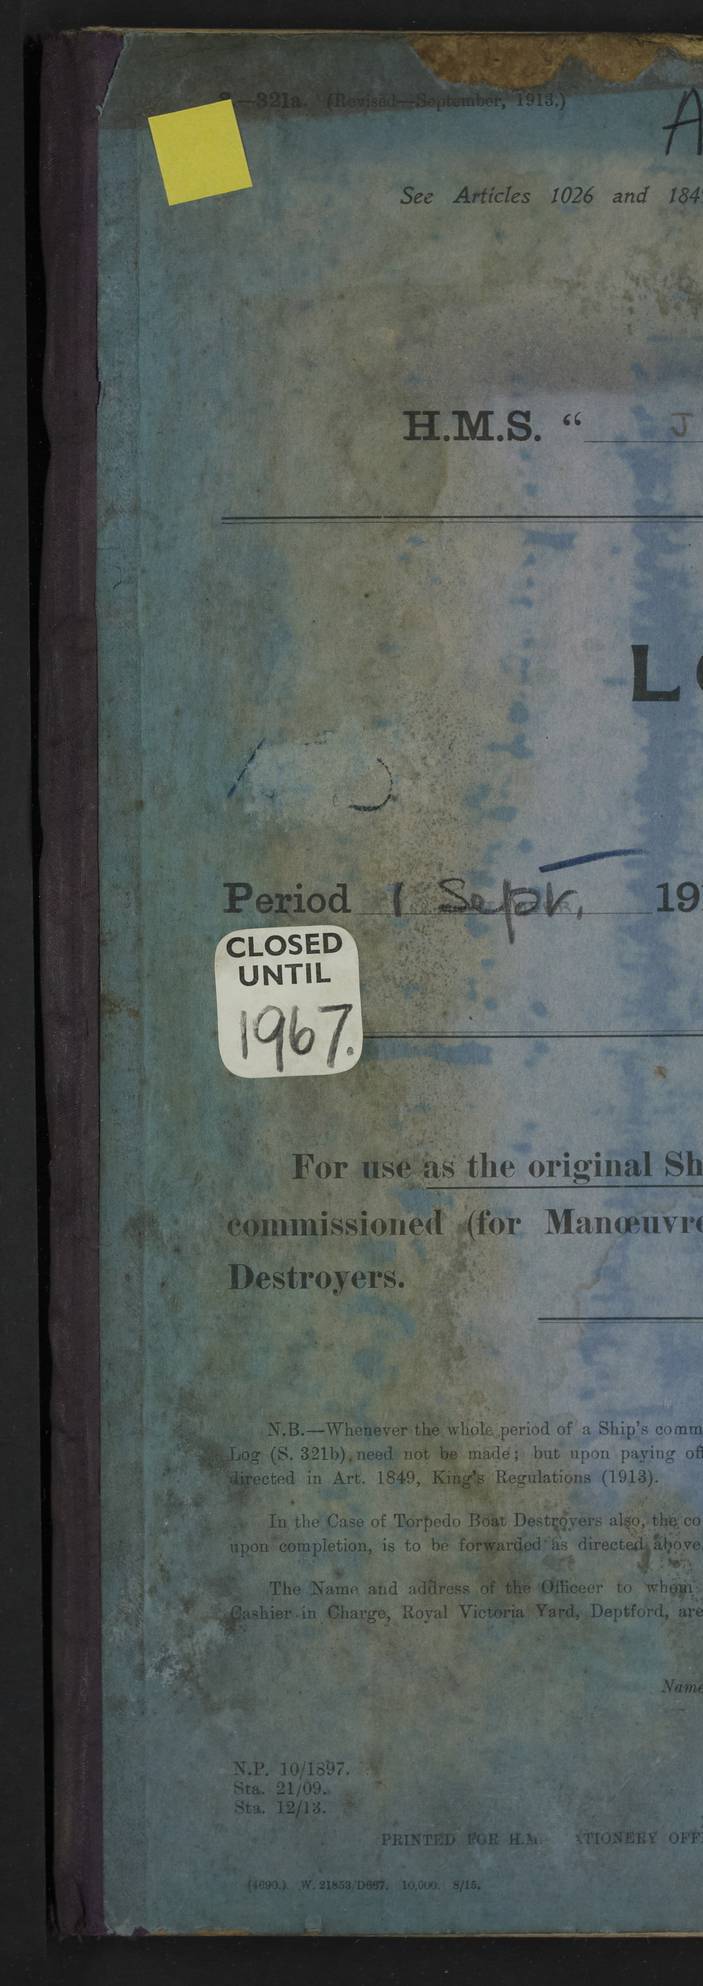 S.—321a. (Revised—September, 1913.)
A
See Articles 1026 and 184
H.M.S. “ J
LO
Period 1 Sepr. 19
CLOSED
UNTIL
1967.
For use as the original Sh
commissioned (for Manœuvre
Destroyers.
N.B.—Whenever the whole period of a Ship's comm
Log (S. 321b), need not be made; but upon paying off
directed in Art. 1849, King's Regulations (1913).
In the Case of Torpedo Boat Destroyers also, the co
upon completion, is to be forwarded as directed above
The Name and address of the Officeer to whom
Cashier in Charge, Royal Victoria Yard, Deptford, are
Name
N.P. 10/1897.
Sta. 21/09.
Sta. 12/13.
PRINTED FOR H.M. STATIONERY OFF
(4690.) W. 21853/D667. 10,000. 8/15.